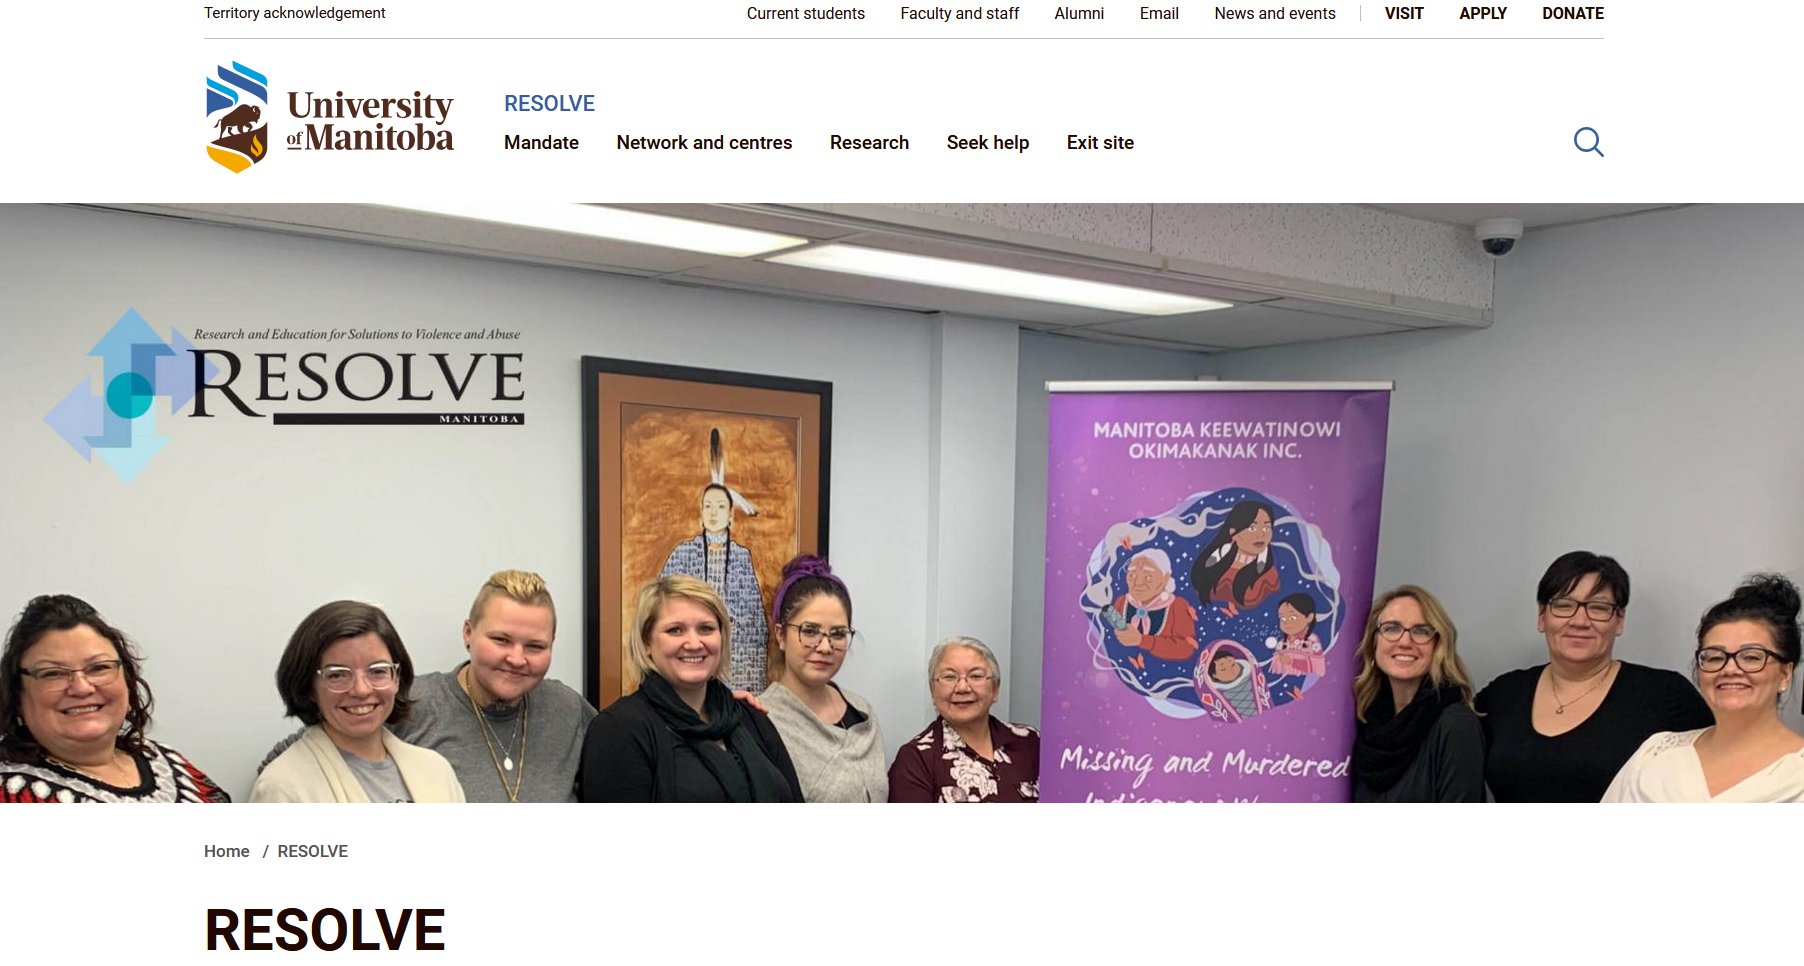 Territory acknowledgement
Current students Faculty and staff Alumni Email News and events VISIT APPLY DONATE
University
of Manitoba
RESOLVE
Mandate Network and centres Research Seek help Exit site
Research and Education for Solutions to Violence and Abuse
RESOLVE
MANITOBA
MANITOBA KEEWATINOWI
OKIMAKANAK INC.
Missing and Murdered
Home / RESOLVE
RESOLVE